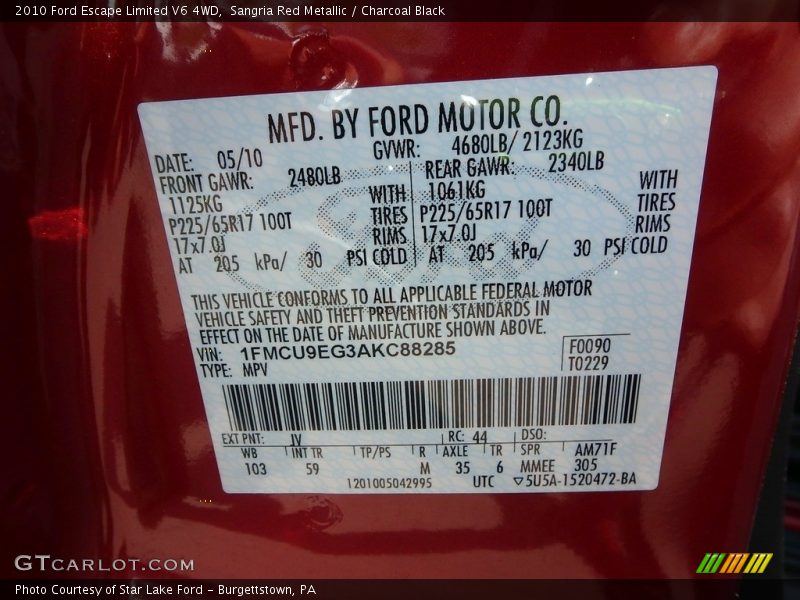 2010 Ford Escape Limited V6 4WD, Sangria Red Metallic / Charcoal Black
MFD. BY FORD MOTOR CO.
DATE: 05/10 GVWR: 4680LB/ 2123KG
FRONT GAWR: 2480LB REAR GAWR: 2340LB
1125KG WITH 1061KG WITH
P225/65R17 100T TIRES P225/65R17 100T TIRES
17x7.0J RIMS 17x7.0J RIMS
AT 205 kPa/ 30 PSI COLD AT 205 kPa/ 30 PSI COLD
THIS VEHICLE CONFORMS TO ALL APPLICABLE FEDERAL MOTOR
VEHICLE SAFETY AND THEFT PREVENTION STANDARDS IN
EFFECT ON THE DATE OF MANUFACTURE SHOWN ABOVE.
VIN: 1FMCU9EG3AKC88285 F0090
TYPE: MPV T0229
EXT PNT: JV RC: 44 DSO:
WB INT TR TP/PS R AXLE TR SPR AM71F
103 59 M 35 6 MMEE 305
1201005042995 UTC ▽5U5A-1520472-BA
GTCARLOT.COM
Photo Courtesy of Star Lake Ford - Burgettstown, PA